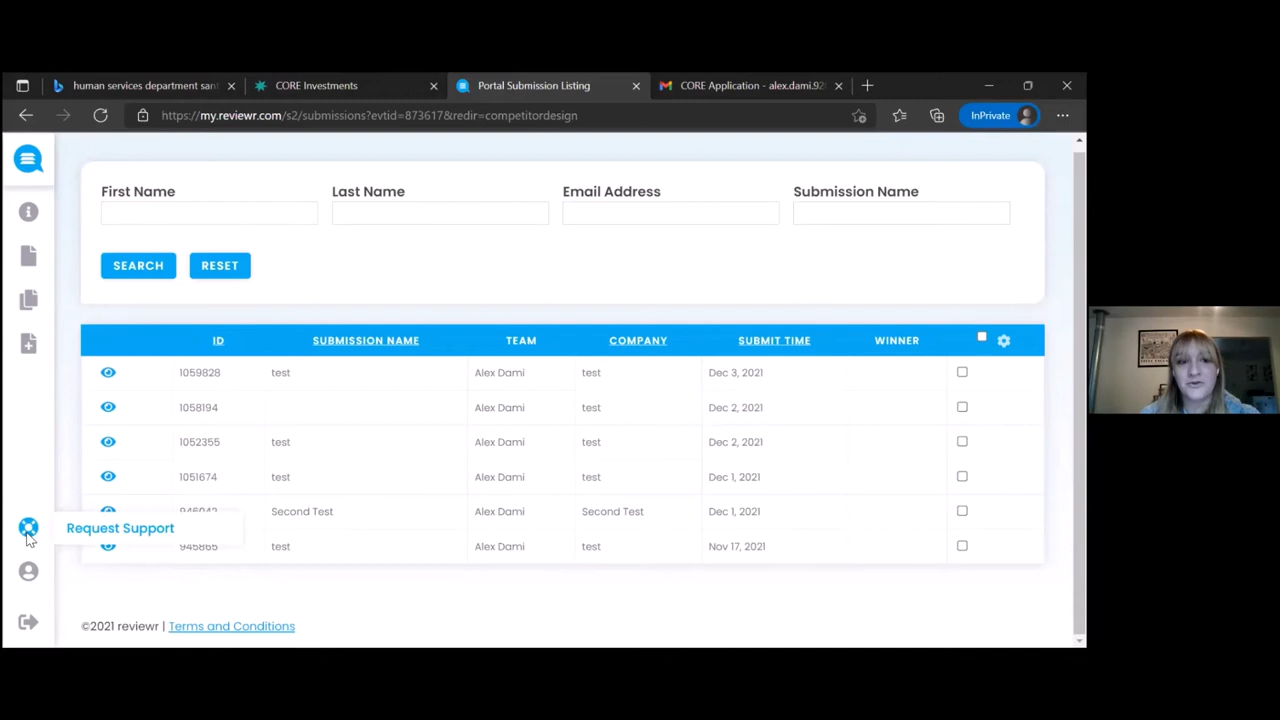 human services department sant
CORE Investments
Portal Submission Listing
CORE Application - alex.dami.92
https://my.reviewr.com/s2/submissions?evtid=873617&redir=competitordesign
InPrivate
First Name Last Name Email Address Submission Name
SEARCH RESET
ID SUBMISSION NAME TEAM COMPANY SUBMIT TIME WINNER
1059828 test Alex Dami test Dec 3, 2021
1058194 Alex Dami Dec 2, 2021
1052355 test Alex Dami test Dec 2, 2021
1051674 test Alex Dami test Dec 1, 2021
946042 Second Test Alex Dami Second Test Dec 1, 2021
Request Support
945865 test Alex Dami test Nov 17, 2021
©2021 reviewr | Terms and Conditions